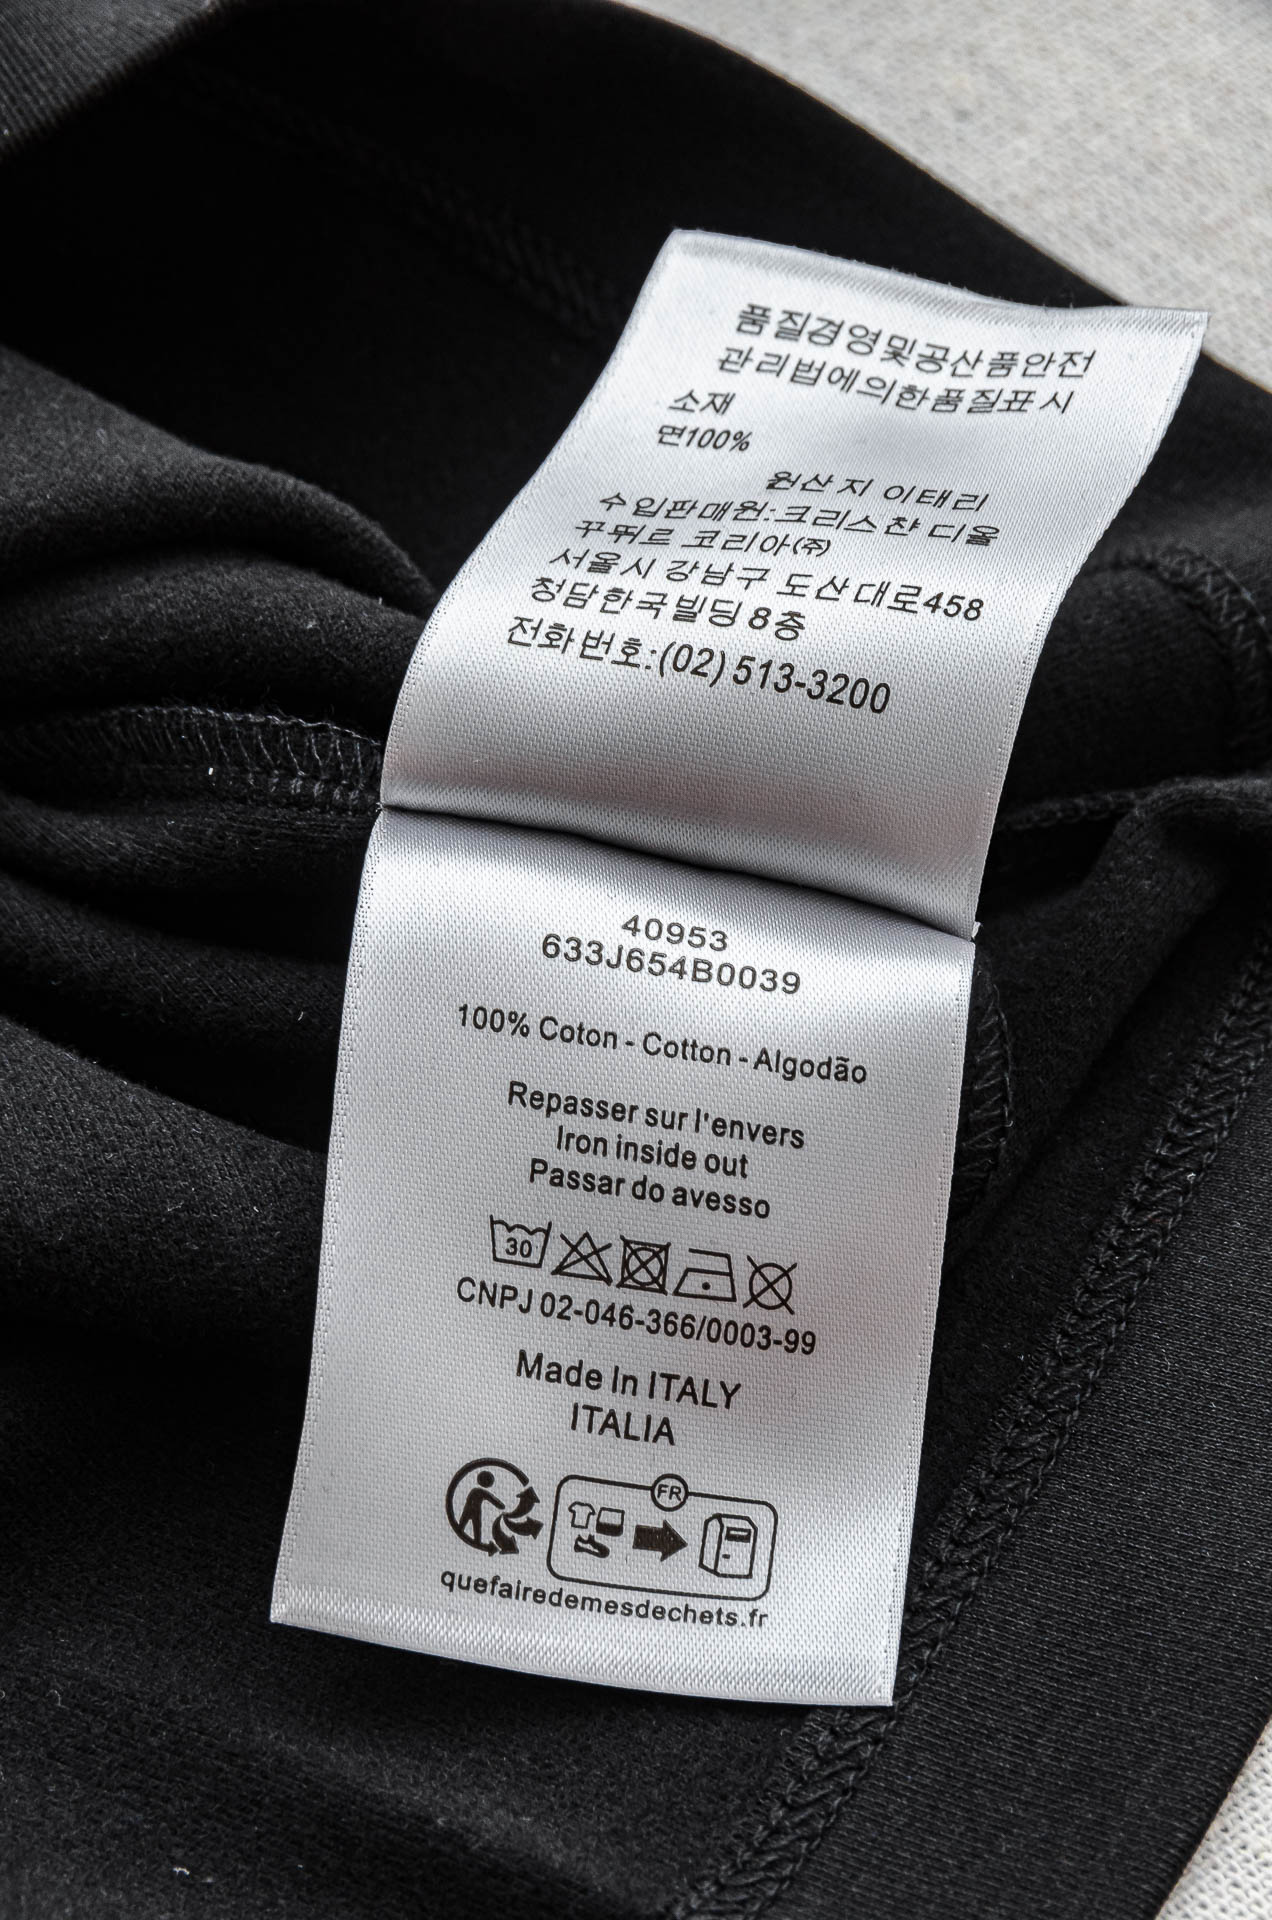 품질경영및공산품안전
관리법에의한품질표시
소재
면100%
원산지 이태리
수입판매원:크리스챤 디올
꾸뛰르 코리아(주)
서울시 강남구 도산대로458
청담한국빌딩8층
전화번호:(02)513-3200
40953
633J654B0039
100% Coton - Cotton - Algodão
Repasser sur l'envers
Iron inside out
Passar do avesso
30
CNPJ 02-046-366/0003-99
Made In ITALY
ITALIA
FR
quefairedemesdechets.fr